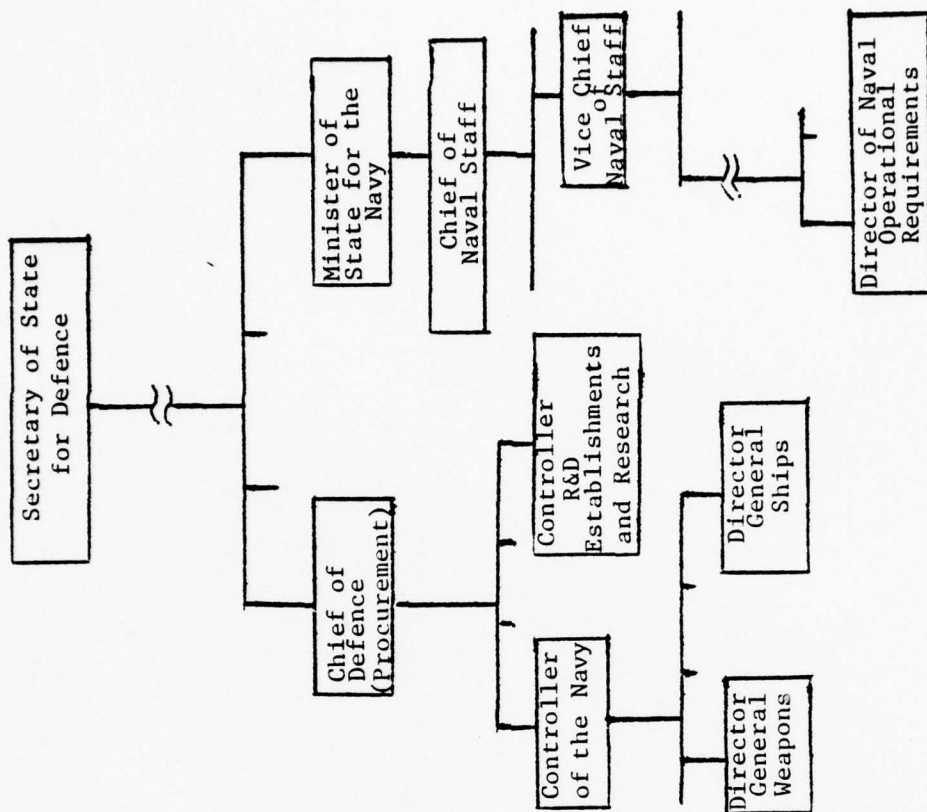 Secretary of State
for Defence
Chief of
Defence
(Procurement)
Minister of
State for the
Navy
Chief of
Naval Staff
Controller
of the Navy
Controller
R&D
Establishments
and Research
Vice Chief
of
Naval Staff
Director
General
Weapons
Director
General
Ships
Director of Naval
Operational
Requirements